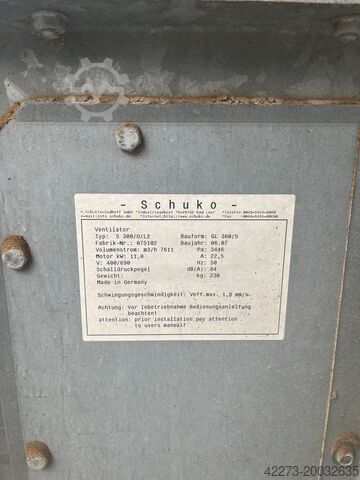 - Schuko -
Ventilator
Typ: S 300/O/L2 Bauform: GL 360/5
Fabrik-Nr.: 075102 Baujahr: 06.07
Volumenstrom: m3/h 7611 Pa: 3446
Motor kW: 11,0 A: 22,5
V: 400/690 Hz: 50
Schalldruckpegel dB(A): 84
Gewicht: kg: 230
Made in Germany
Schwingungsgeschwindigkeit: Veff.max. 1,8 mm/s
Achtung: Vor Inbetriebnahme Bedienungsanleitung
beachten!
attention: prior installation pay attention
to users manual!
42273-20032635